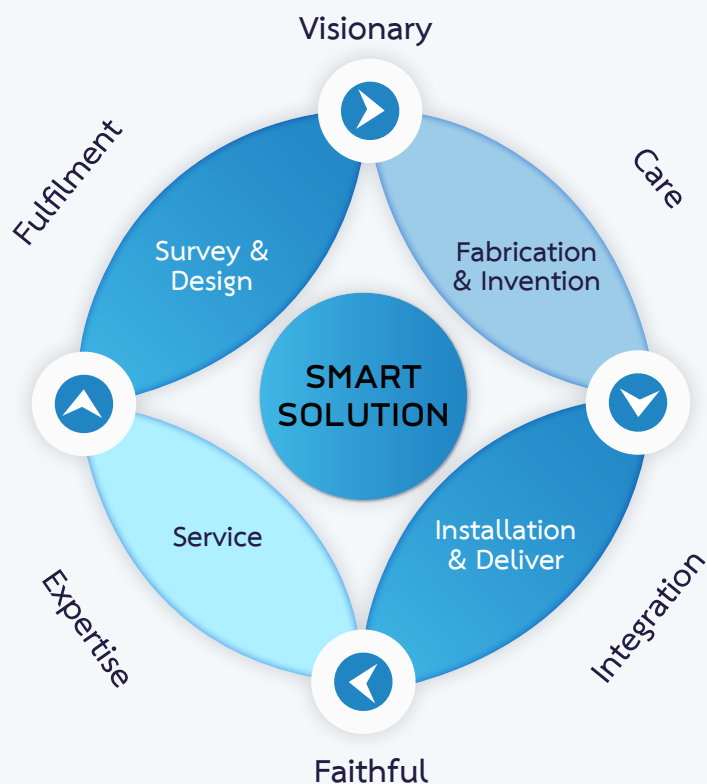 Visionary
Fulfilment
Care
Survey &
Design
Fabrication
& Invention
SMART
SOLUTION
Service
Installation
& Deliver
Expertise
Integration
Faithful